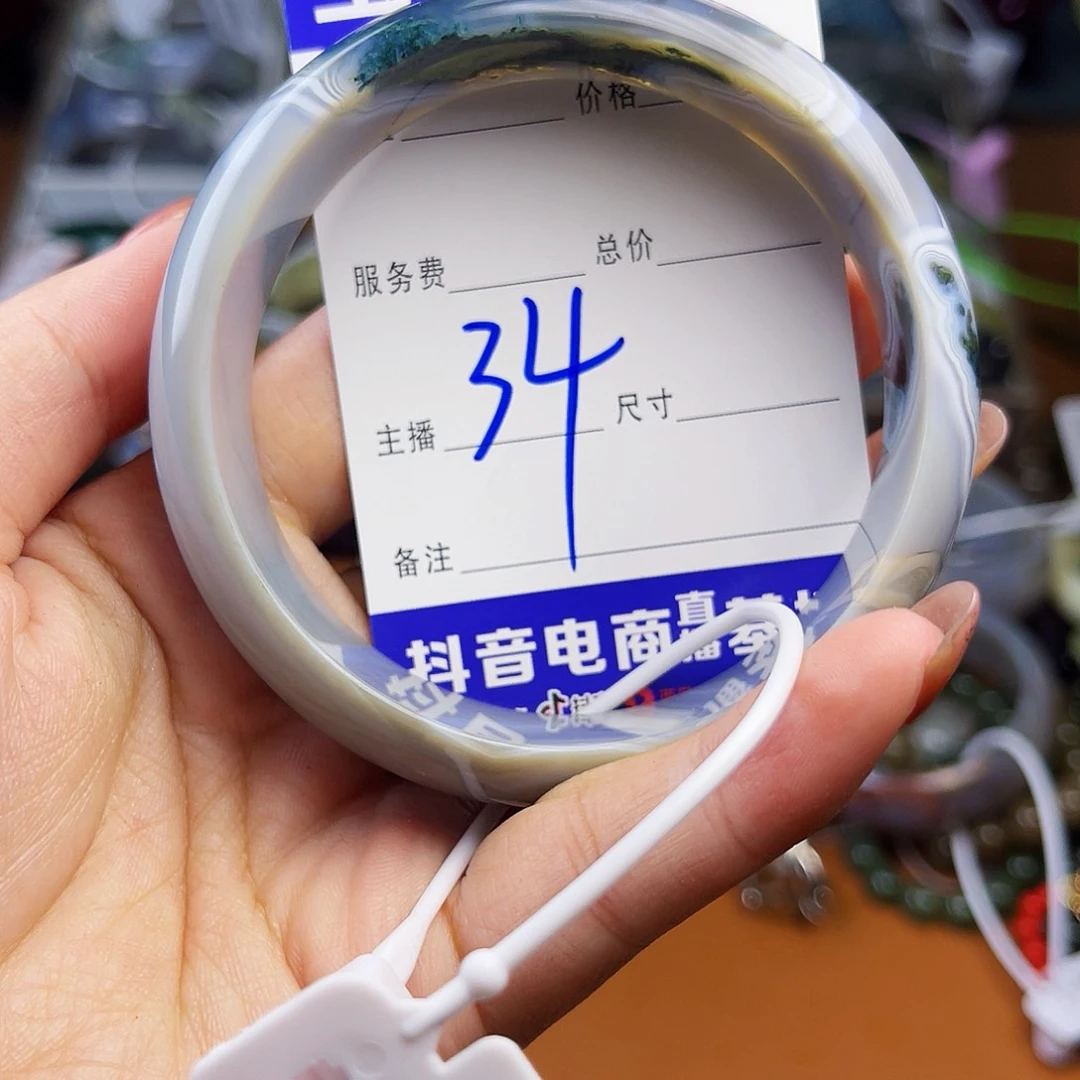 价格
服务费 总价
34
主播 尺寸
备注
抖音电商